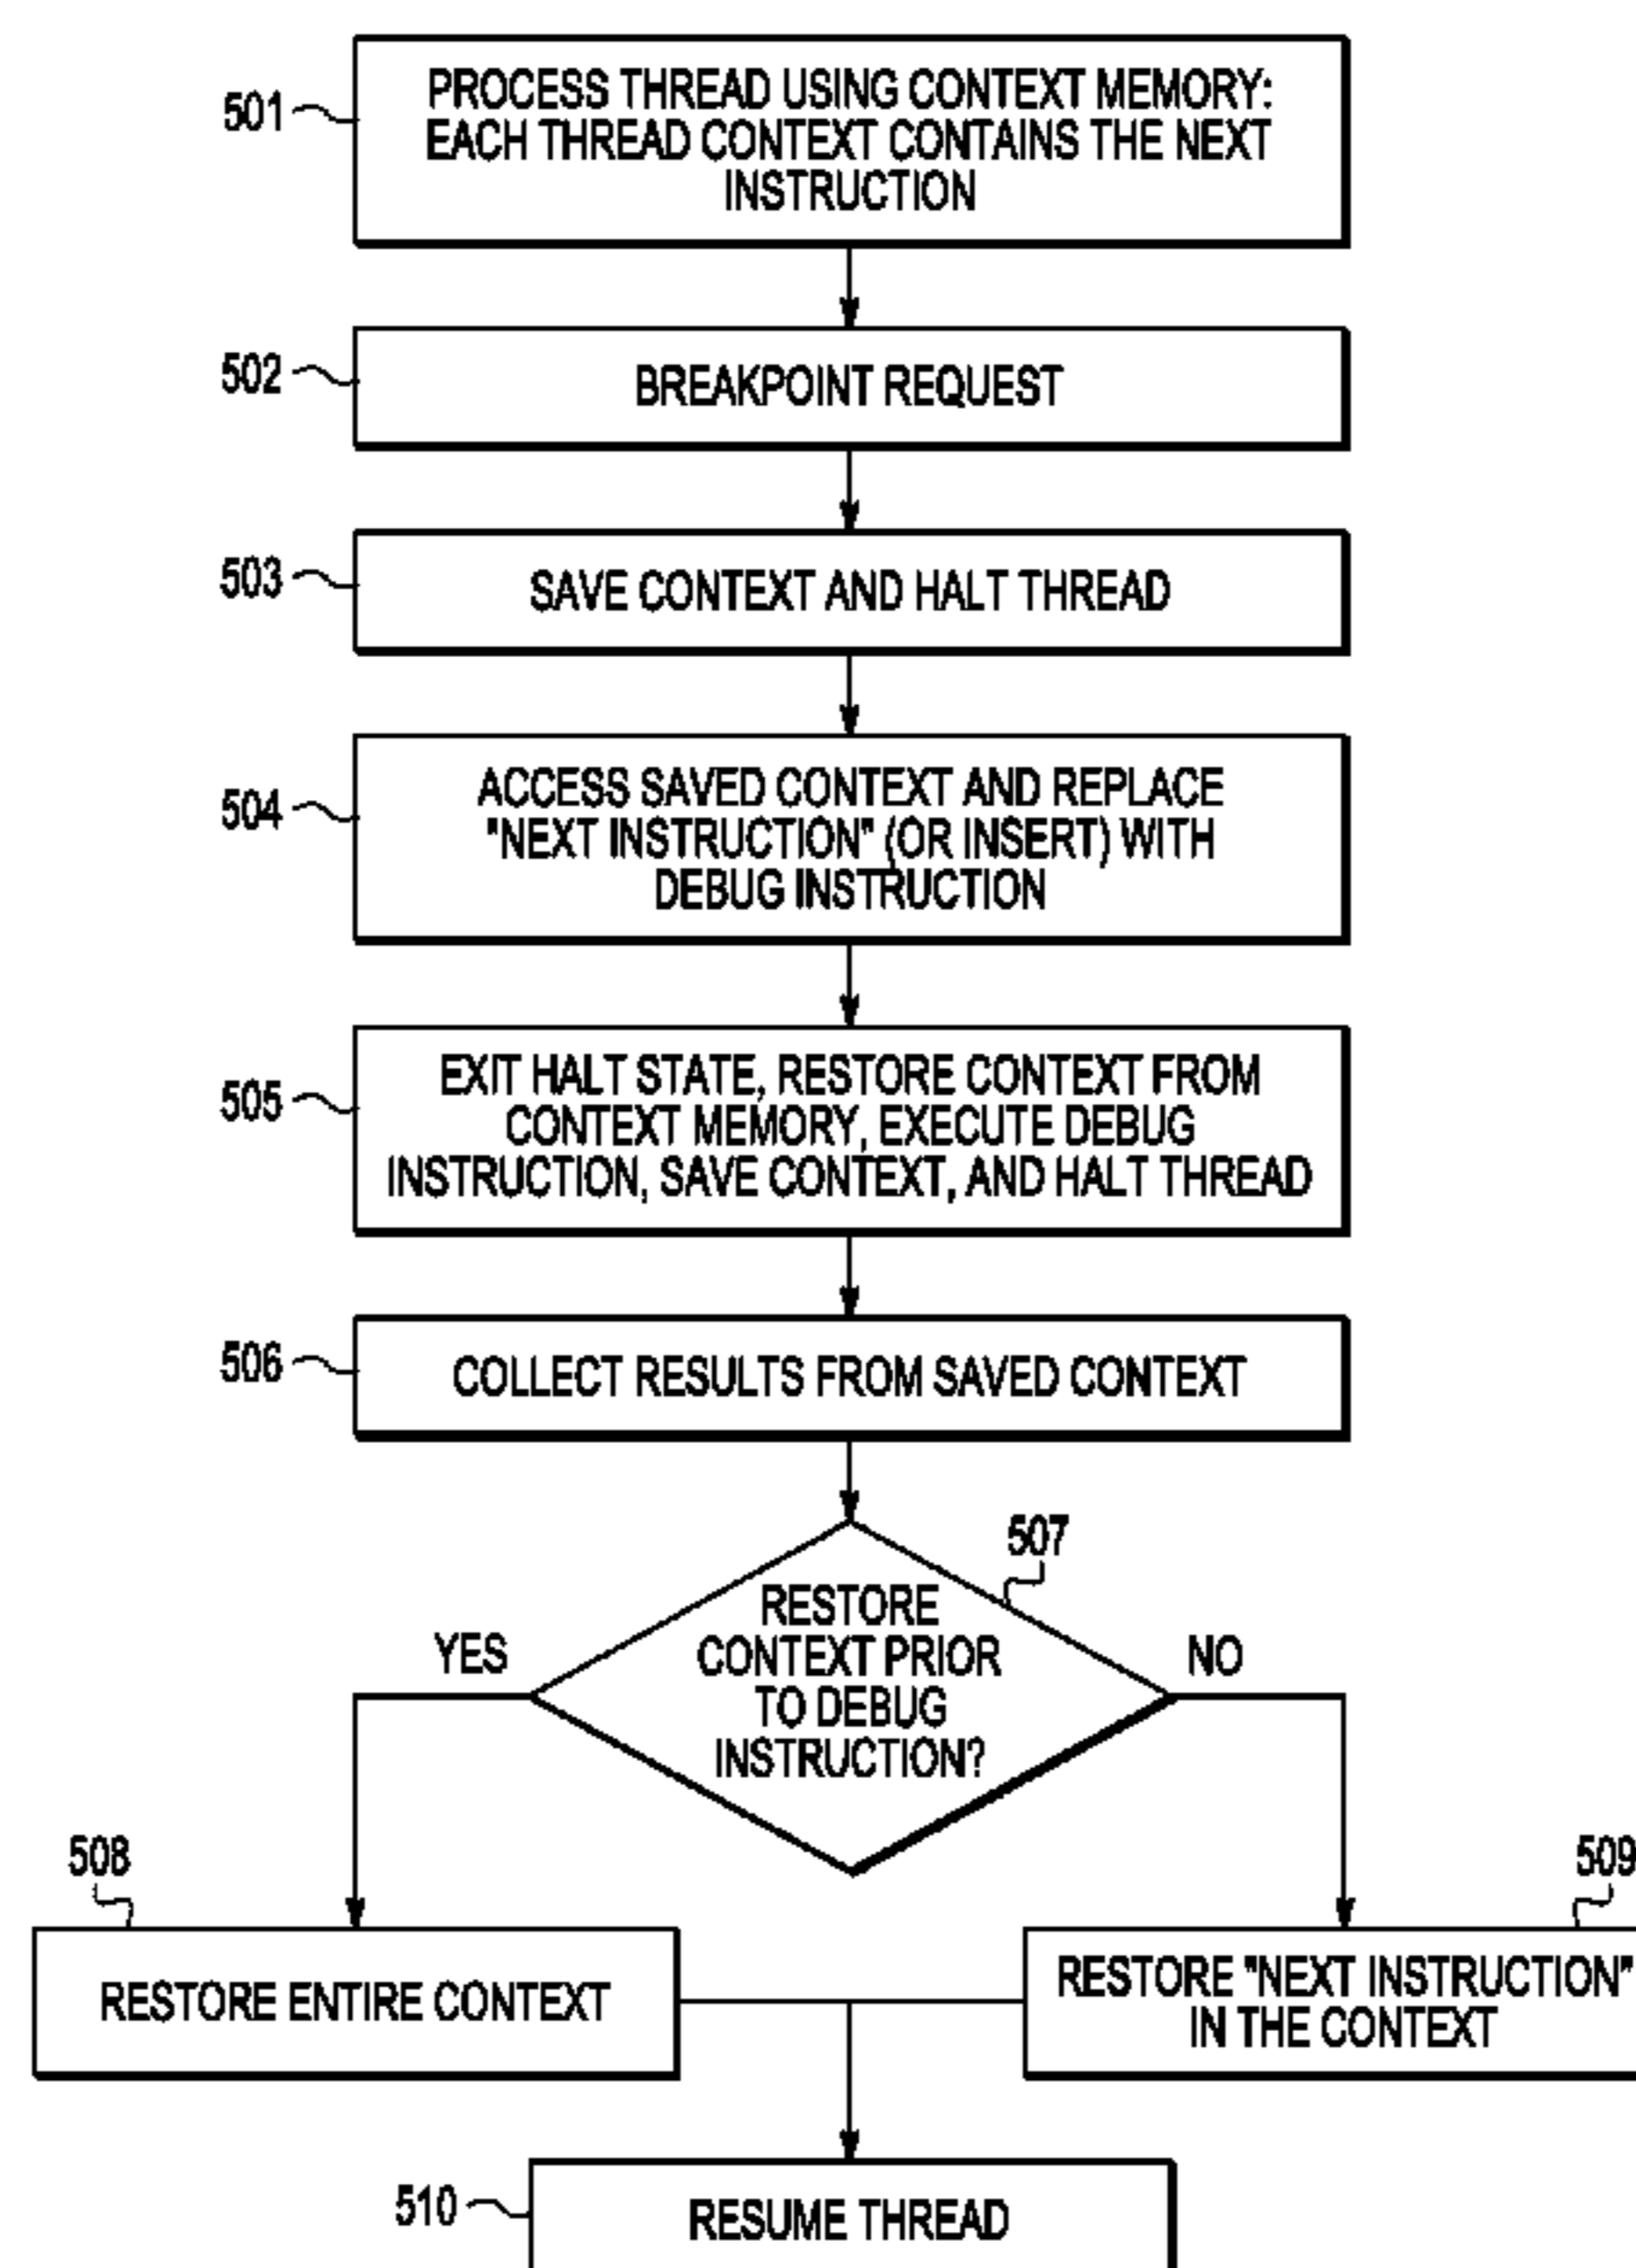 501
PROCESS THREAD USING CONTEXT MEMORY:
EACH THREAD CONTEXT CONTAINS THE NEXT
INSTRUCTION
502
BREAKPOINT REQUEST
503
SAVE CONTEXT AND HALT THREAD
504
ACCESS SAVED CONTEXT AND REPLACE
"NEXT INSTRUCTION" (OR INSERT) WITH
DEBUG INSTRUCTION
505
EXIT HALT STATE, RESTORE CONTEXT FROM
CONTEXT MEMORY, EXECUTE DEBUG
INSTRUCTION, SAVE CONTEXT, AND HALT THREAD
506
COLLECT RESULTS FROM SAVED CONTEXT
507
RESTORE
CONTEXT PRIOR
TO DEBUG
INSTRUCTION?
YES
NO
508
RESTORE ENTIRE CONTEXT
509
RESTORE "NEXT INSTRUCTION"
IN THE CONTEXT
510
RESUME THREAD